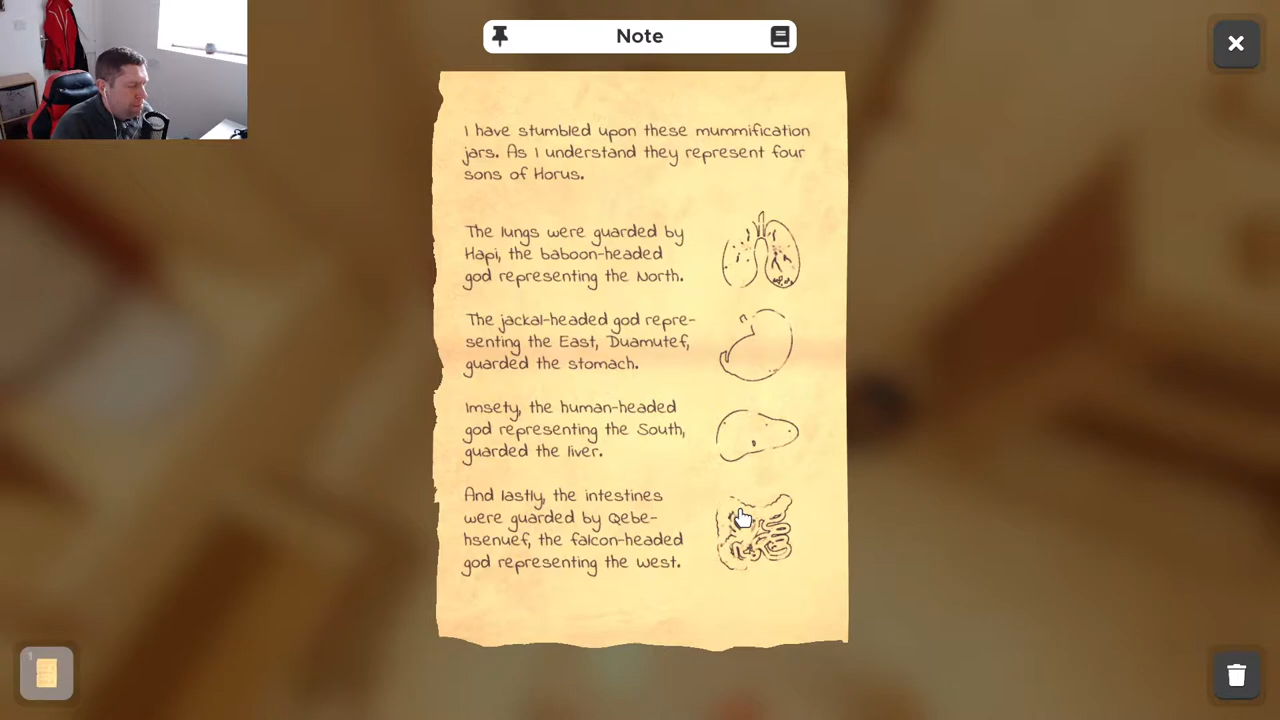 Note
I have stumbled upon these mummification
jars. As I understand they represent four
sons of Horus.
The lungs were guarded by
Hapi, the baboon-headed
god representing the North.
The jackal-headed god repre-
senting the East, Duamutef,
guarded the stomach.
Imsety, the human-headed
god representing the South,
guarded the liver.
And lastly, the intestines
were guarded by Qebe-
hsenuef, the falcon-headed
god representing the west.
1